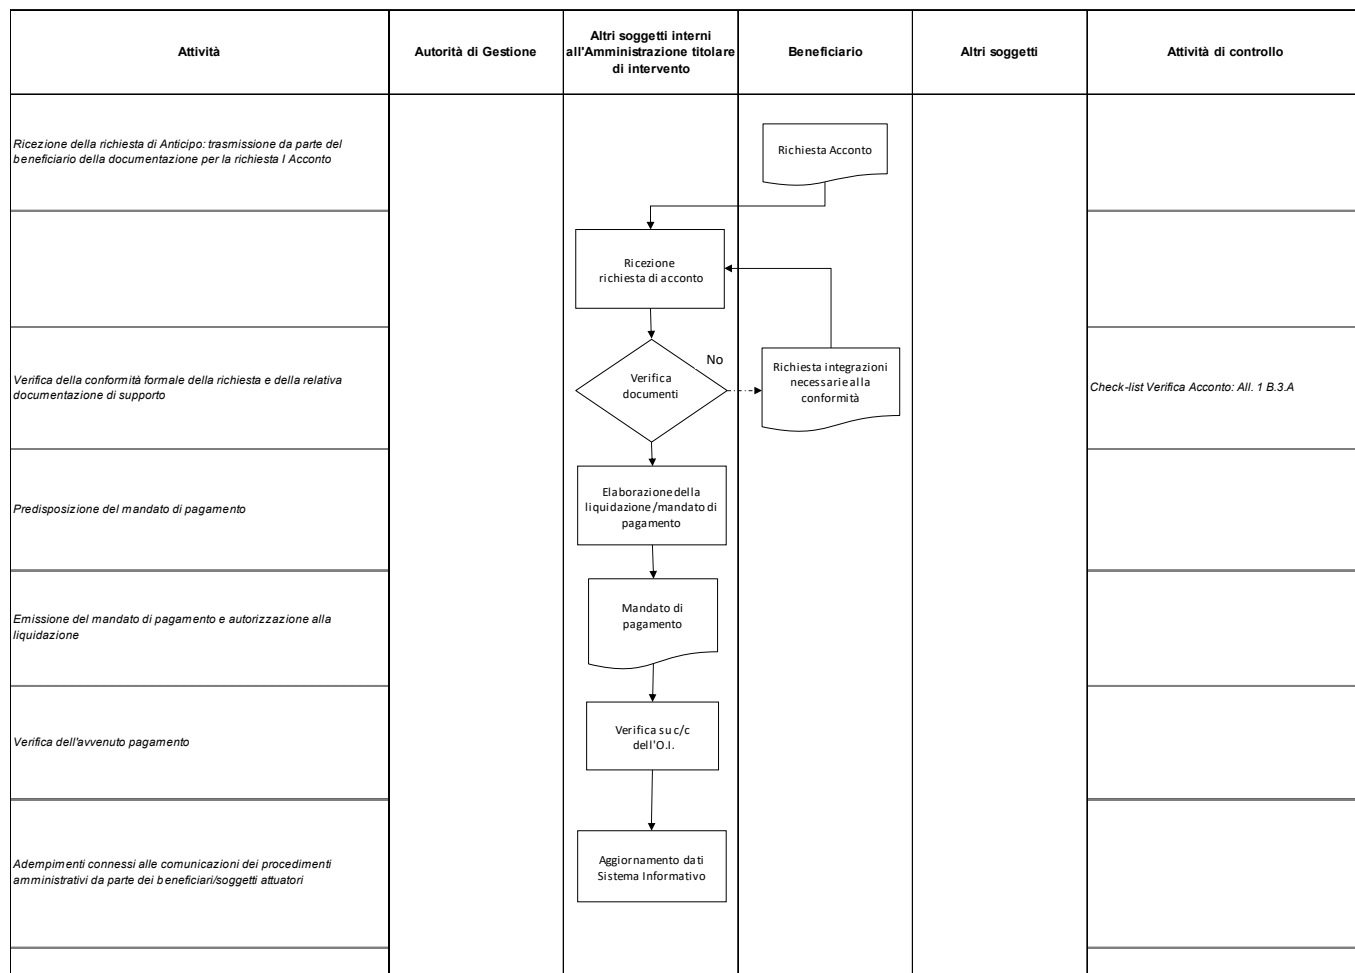 Attività
Autorità di Gestione
Altri soggetti interni
all'Amministrazione titolare
di intervento
Beneficiario
Altri soggetti
Attività di controllo
Ricezione della richiesta di Anticipo: trasmissione da parte del
beneficiario della documentazione per la richiesta I Acconto
Richiesta Acconto
Ricezione
richiesta di acconto
Verifica della conformità formale della richiesta e della relativa
documentazione di supporto
Verifica
documenti
No
Richiesta integrazioni
necessarie alla
conformità
Check-list Verifica Acconto: All. 1 B.3.A
Predisposizione del mandato di pagamento
Elaborazione della
liquidazione/mandato di
pagamento
Emissione del mandato di pagamento e autorizzazione alla
liquidazione
Mandato di
pagamento
Verifica dell'avvenuto pagamento
Verifica su c/c
dell'O.I.
Adempimenti connessi alle comunicazioni dei procedimenti
amministrativi da parte dei beneficiari/soggetti attuatori
Aggiornamento dati
Sistema Informativo